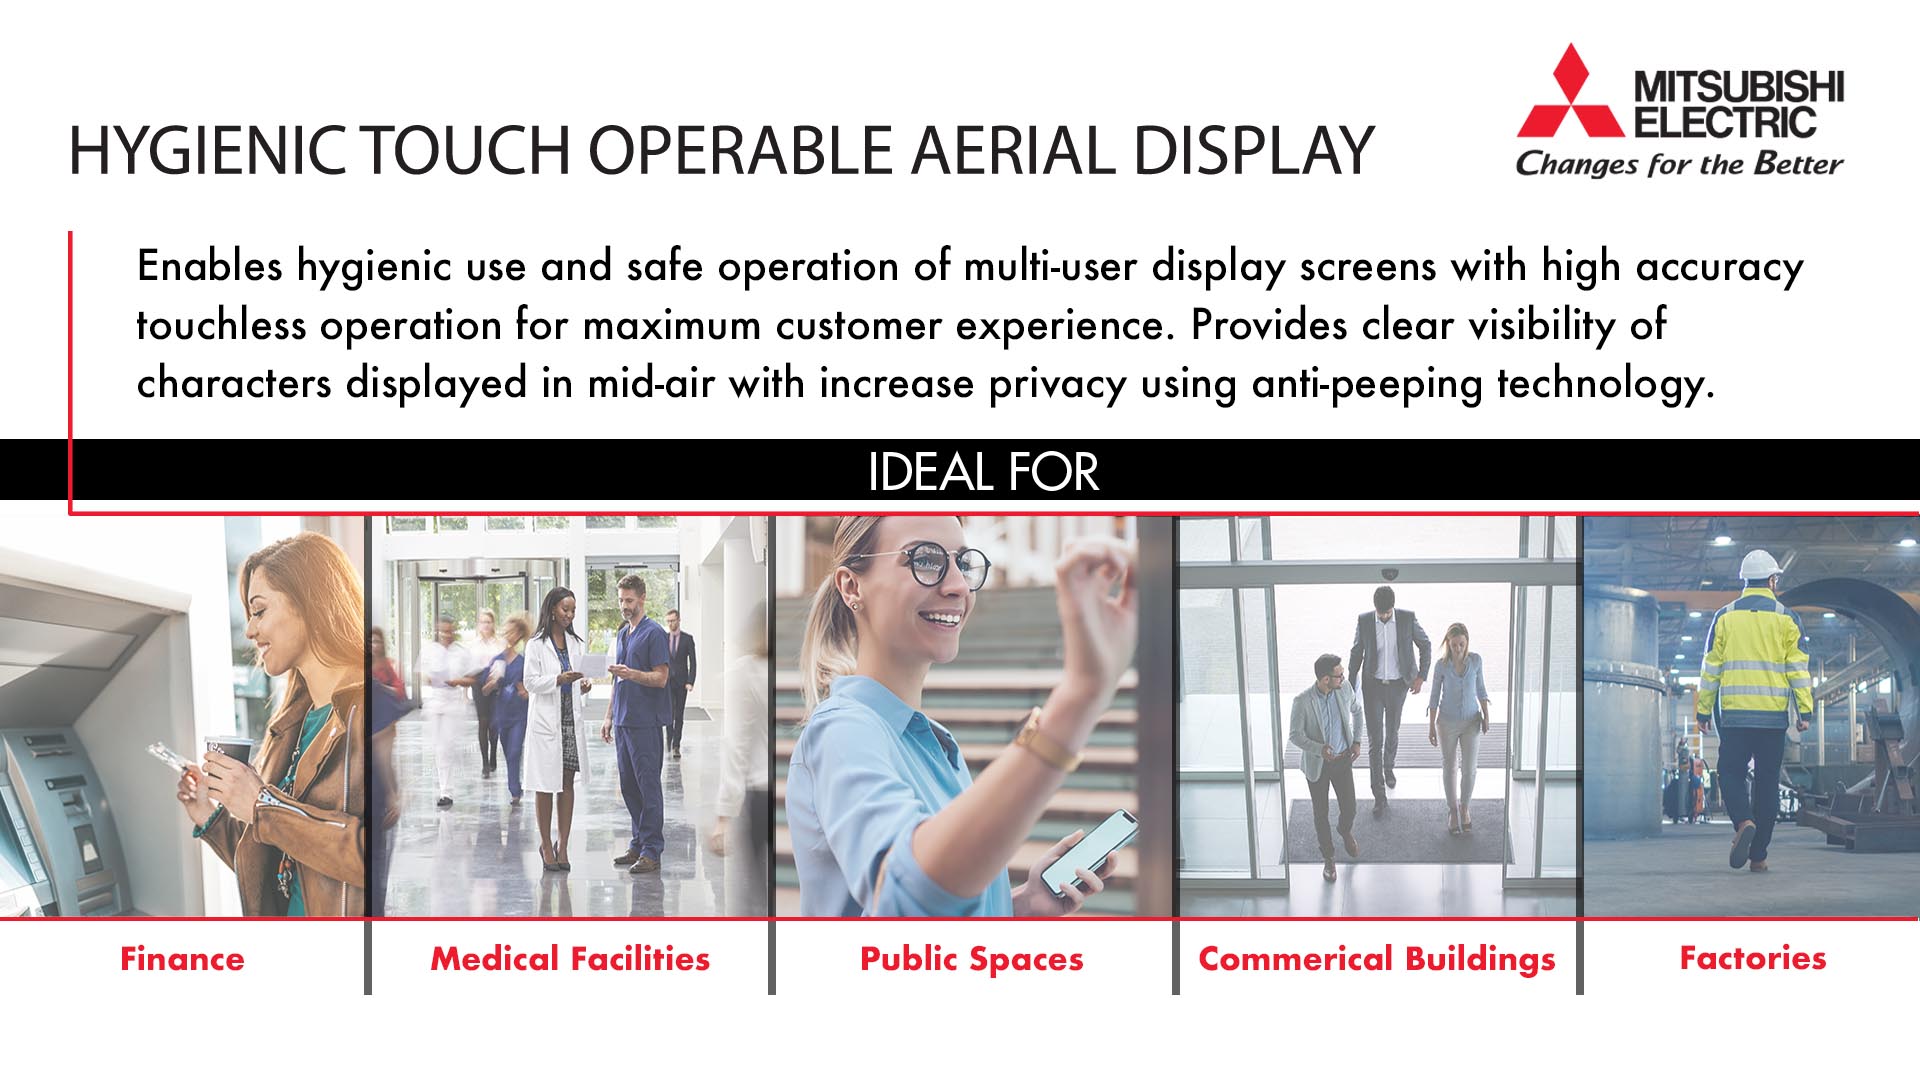 MITSUBISHI
ELECTRIC
Changes for the Better
HYGIENIC TOUCH OPERABLE AERIAL DISPLAY
Enables hygienic use and safe operation of multi-user display screens with high accuracy
touchless operation for maximum customer experience. Provides clear visibility of
characters displayed in mid-air with increase privacy using anti-peeping technology.
IDEAL FOR
Finance
Medical Facilities
Public Spaces
Commerical Buildings
Factories